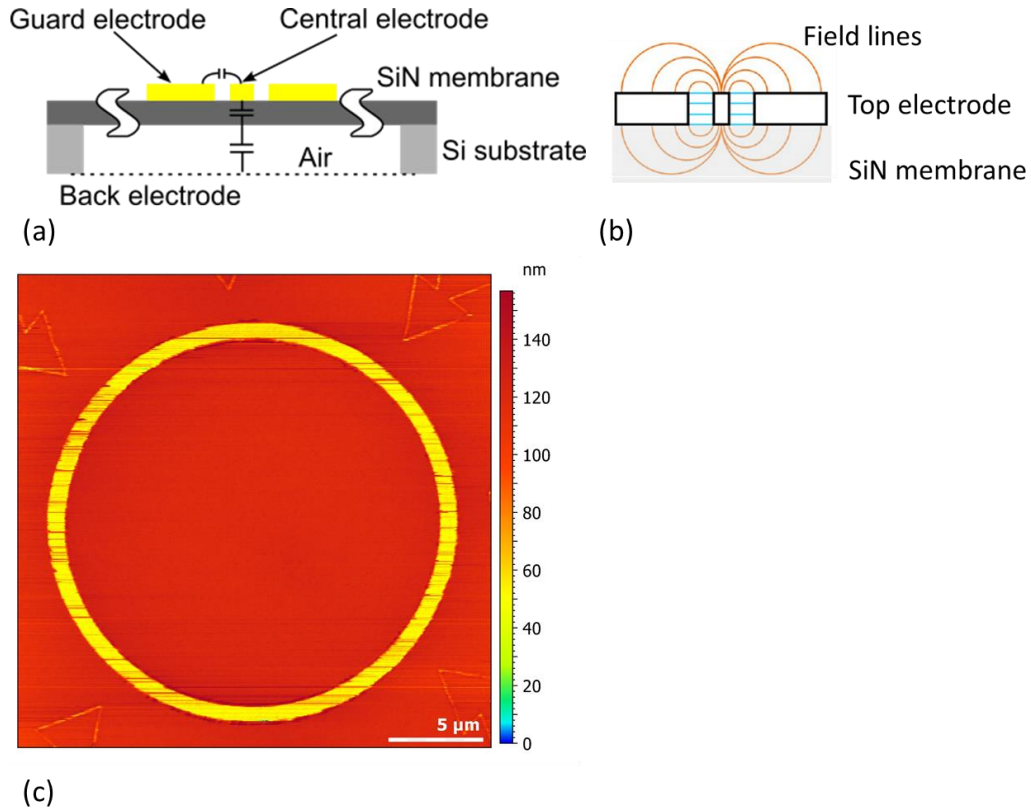 Guard electrode
Central electrode
SiN membrane
Si substrate
Air
Back electrode
(a)
Field lines
Top electrode
SiN membrane
(b)
nm
140
120
100
80
60
40
20
0
5 µm
(c)